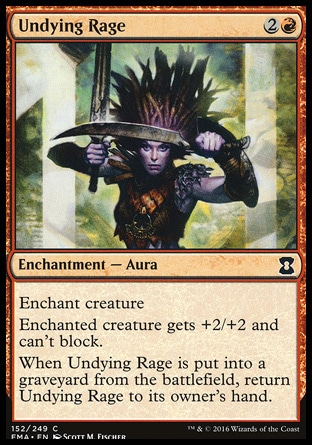 Undying Rage 2
Enchantment — Aura
Enchant creature
Enchanted creature gets +2/+2 and
can't block.
When Undying Rage is put into a
graveyard from the battlefield, return
Undying Rage to its owner's hand.
152/249 C
EMA • EN Scott M. Fischer
™ & © 2016 Wizards of the Coast